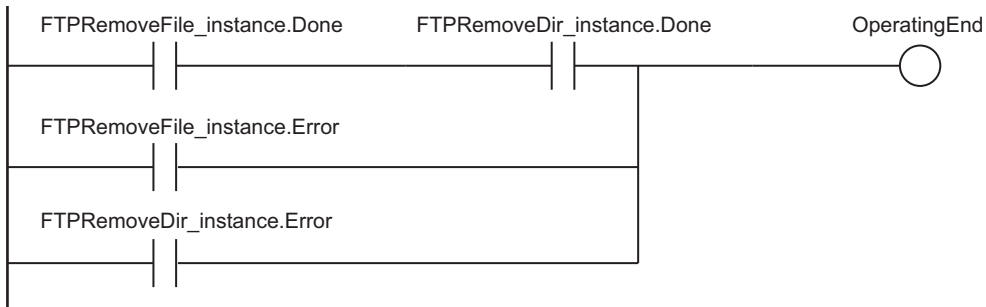 FTPRemoveFile_instance.Done FTPRemoveDir_instance.Done OperatingEnd
FTPRemoveFile_instance.Error
FTPRemoveDir_instance.Error